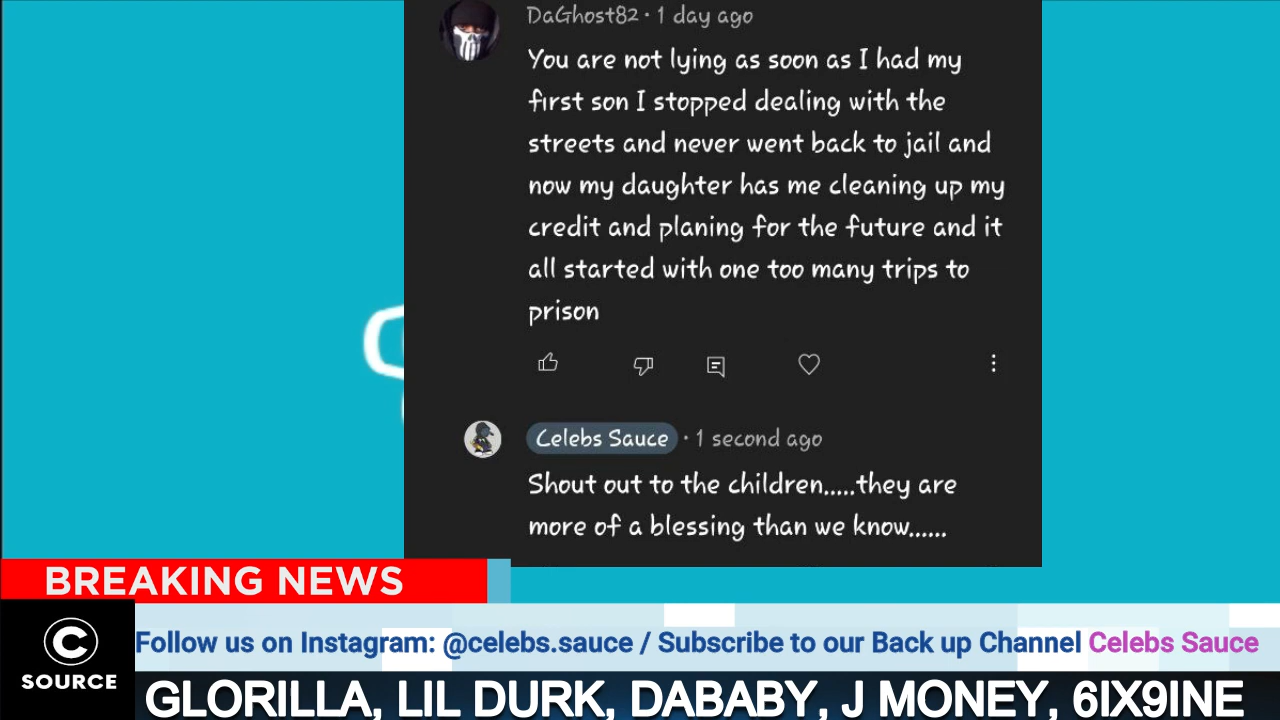 DaGhost82 · 1 day ago
You are not lying as soon as I had my
first son I stopped dealing with the
streets and never went back to jail and
now my daughter has me cleaning up my
credit and planing for the future and it
all started with one too many trips to
prison
Celebs Sauce · 1 second ago
Shout out to the children.....they are
more of a blessing than we know......
BREAKING NEWS
C
SOURCE
Follow us on Instagram: @celebs.sauce / Subscribe to our Back up Channel Celebs Sauce
GLORILLA, LIL DURK, DABABY, J MONEY, 6IX9INE